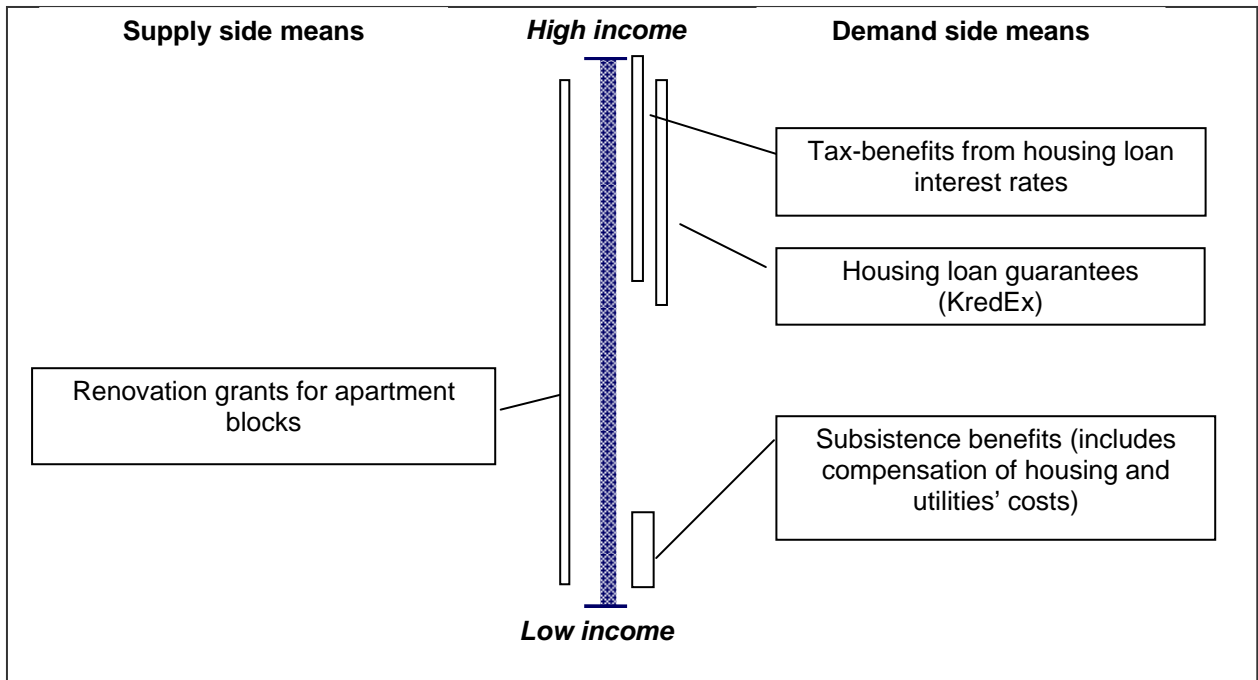 Supply side means
High income
Demand side means
Tax-benefits from housing loan
interest rates
Housing loan guarantees
(KredEx)
Renovation grants for apartment
blocks
Subsistence benefits (includes
compensation of housing and
utilities’ costs)
Low income